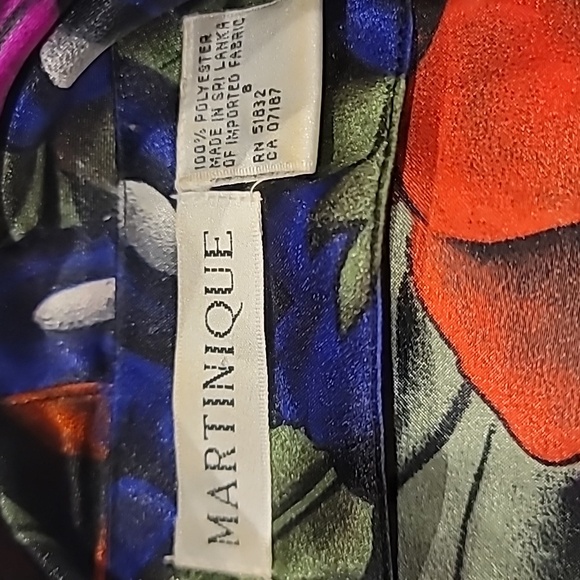 100% POLYESTER
MADE IN SRI LANKA
OF IMPORTED FABRIC
8
RN 51832
CA 07187
MARTINIQUE